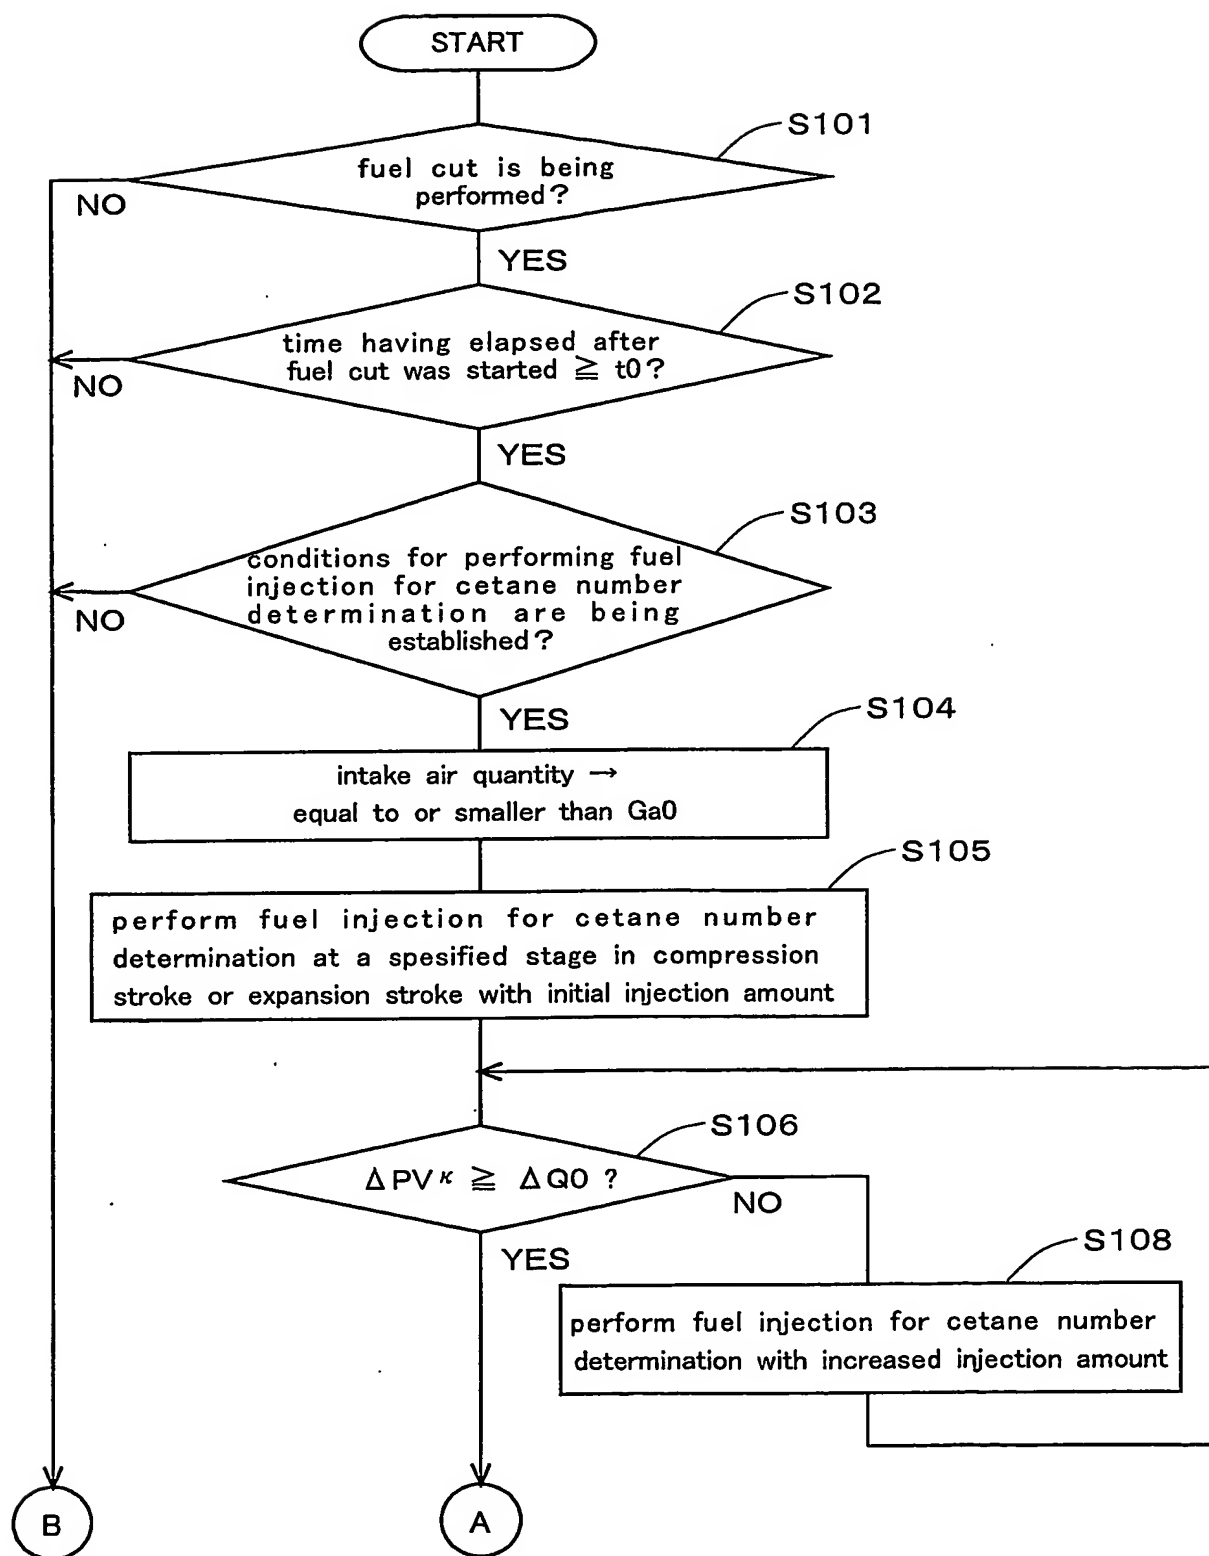 START
S101
fuel cut is being
performed?
NO
YES
S102
time having elapsed after
fuel cut was started ≧ t0?
NO
YES
S103
conditions for performing fuel
injection for cetane number
determination are being
established?
NO
YES
S104
intake air quantity →
equal to or smaller than Ga0
S105
perform fuel injection for cetane number
determination at a spesified stage in compression
stroke or expansion stroke with initial injection amount
S106
ΔPVκ ≧ ΔQ0 ?
NO
YES
S108
perform fuel injection for cetane number
determination with increased injection amount
B
A